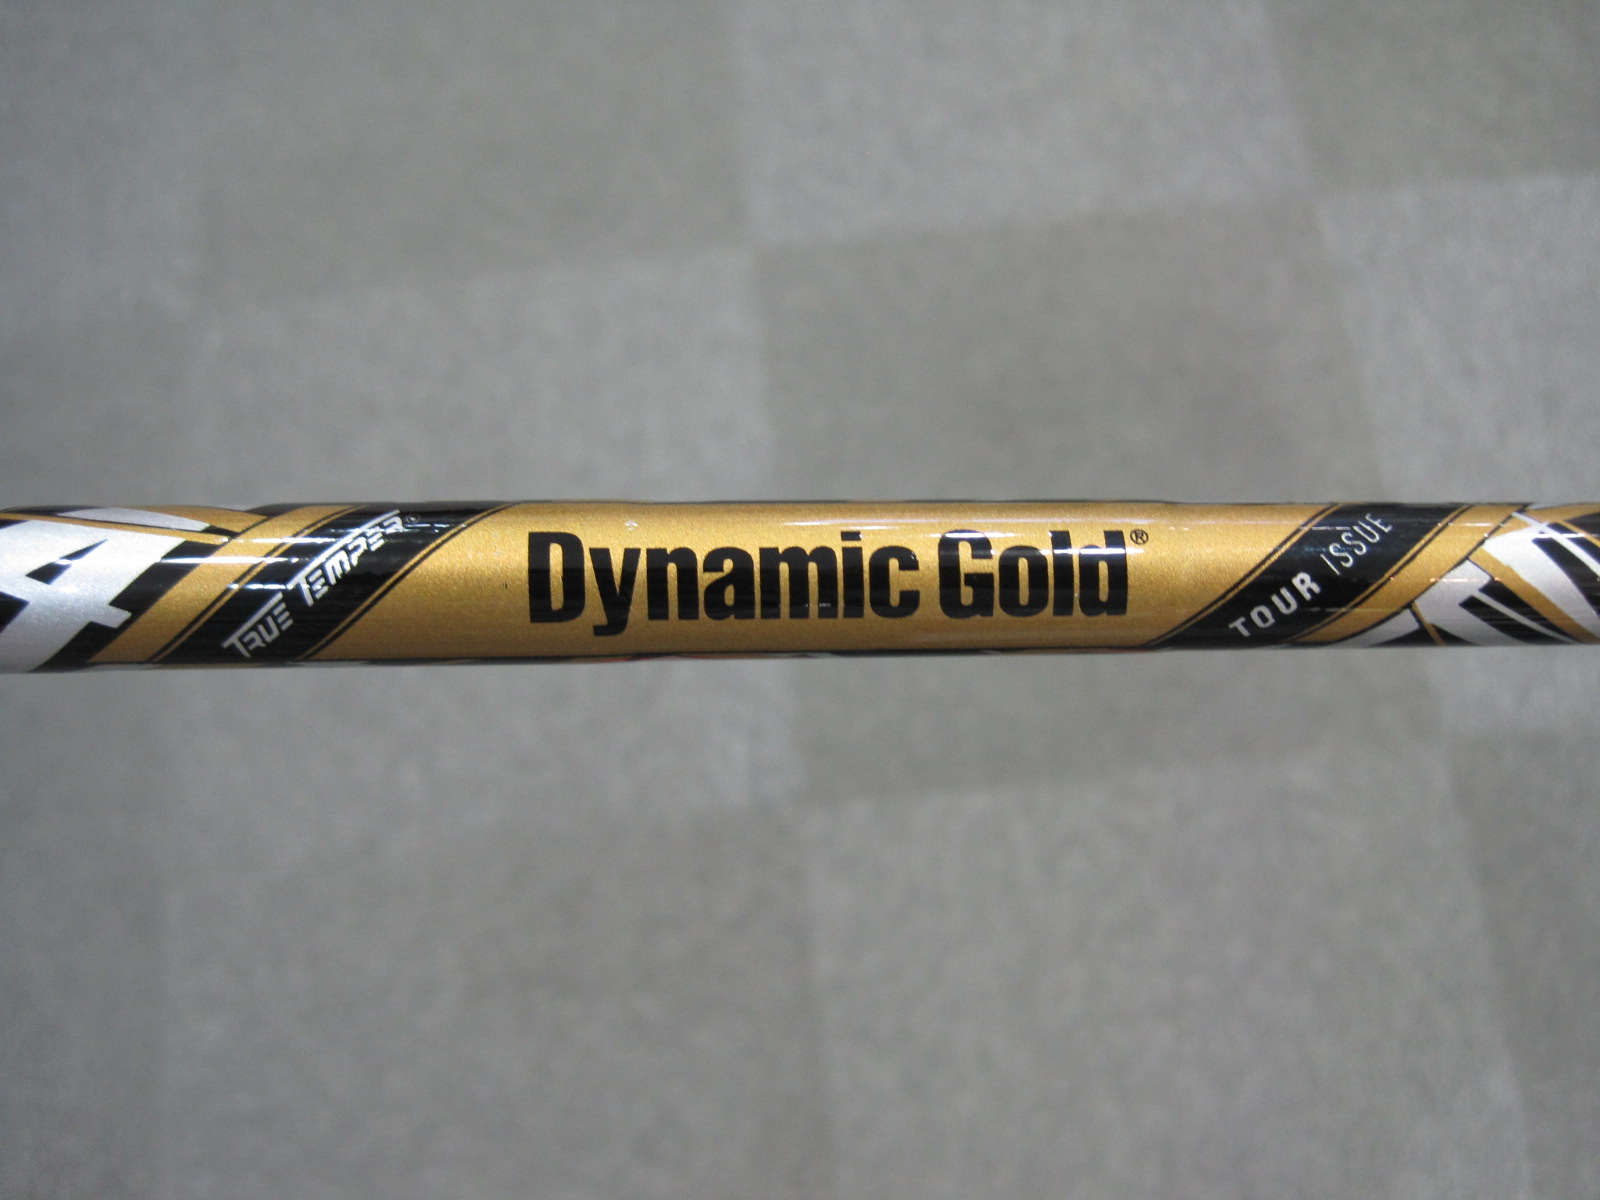 TRUE TEMPER®
Dynamic Gold®
TOUR ISSUE